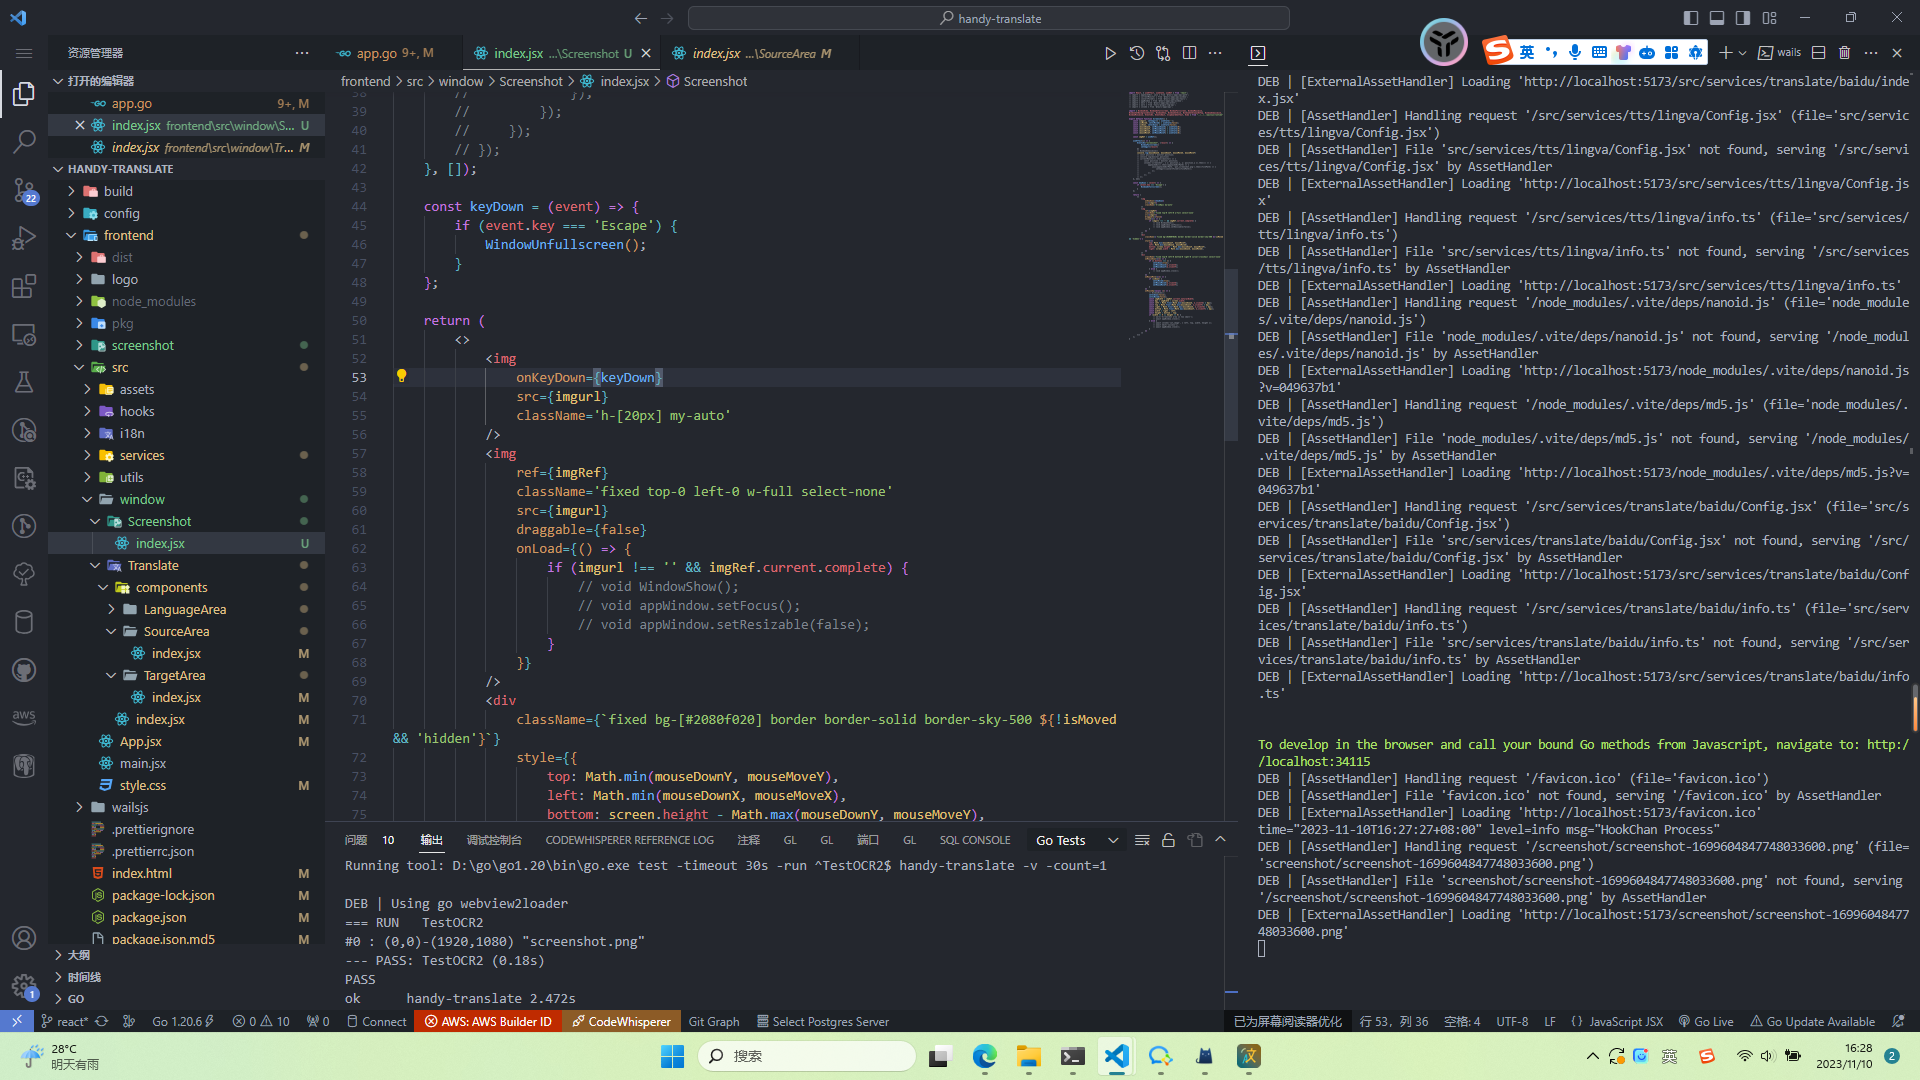 handy-translate
资源管理器
打开的编辑器
app.go 9+, M
index.jsx frontend\src\window\S... U
index.jsx frontend\src\window\Tr... M
HANDY-TRANSLATE
build
config
frontend
dist
logo
node_modules
pkg
screenshot
src
assets
hooks
i18n
services
utils
window
Screenshot
index.jsx U
Translate
components
LanguageArea
SourceArea
index.jsx M
TargetArea
index.jsx M
index.jsx M
App.jsx M
main.jsx
style.css M
wailsjs
.prettierignore
.prettierrc.json
index.html M
package-lock.json M
package.json M
package.json.md5 M
大纲
时间线
GO
22
1
app.go 9+, M
index.jsx ...\Screenshot U
index.jsx ...\SourceArea M
frontend > src > window > Screenshot > index.jsx > Screenshot
38 // });
39 // });
40 // });
41 // });
42 }, []);
43
44 const keyDown = (event) => {
45 if (event.key === 'Escape') {
46 WindowUnfullscreen();
47 }
48 };
49
50 return (
51 <>
52 <img
53 onKeyDown={keyDown}
54 src={imgurl}
55 className='h-[20px] my-auto'
56 />
57 <img
58 ref={imgRef}
59 className='fixed top-0 left-0 w-full select-none'
60 src={imgurl}
61 draggable={false}
62 onLoad={() => {
63 if (imgurl !== '' && imgRef.current.complete) {
64 // void WindowShow();
65 // void appWindow.setFocus();
66 // void appWindow.setResizable(false);
67 }
68 }}
69 />
70 <div
71 className={`fixed bg-[#2080f020] border border-solid border-sky-500 ${!isMoved
&& 'hidden'}`}
72 style={{
73 top: Math.min(mouseDownY, mouseMoveY),
74 left: Math.min(mouseDownX, mouseMoveX),
75 bottom: screen.height - Math.max(mouseDownY, mouseMoveY),
问题 10 输出 调试控制台 CODEWHISPERER REFERENCE LOG 注释 GL GL 端口 GL SQL CONSOLE Go Tests
Running tool: D:\go\go1.20\bin\go.exe test -timeout 30s -run ^TestOCR2$ handy-translate -v -count=1
DEB | Using go webview2loader
=== RUN TestOCR2
#0 : (0,0)-(1920,1080) "screenshot.png"
--- PASS: TestOCR2 (0.18s)
PASS
ok handy-translate 2.472s
英
wails
DEB | [ExternalAssetHandler] Loading 'http://localhost:5173/src/services/translate/baidu/inde
x.jsx'
DEB | [AssetHandler] Handling request '/src/services/tts/lingva/Config.jsx' (file='src/servic
es/tts/lingva/Config.jsx')
DEB | [AssetHandler] File 'src/services/tts/lingva/Config.jsx' not found, serving '/src/servi
ces/tts/lingva/Config.jsx' by AssetHandler
DEB | [ExternalAssetHandler] Loading 'http://localhost:5173/src/services/tts/lingva/Config.js
x'
DEB | [AssetHandler] Handling request '/src/services/tts/lingva/info.ts' (file='src/services/
tts/lingva/info.ts')
DEB | [AssetHandler] File 'src/services/tts/lingva/info.ts' not found, serving '/src/services
/tts/lingva/info.ts' by AssetHandler
DEB | [ExternalAssetHandler] Loading 'http://localhost:5173/src/services/tts/lingva/info.ts'
DEB | [AssetHandler] Handling request '/node_modules/.vite/deps/nanoid.js' (file='node_module
s/.vite/deps/nanoid.js')
DEB | [AssetHandler] File 'node_modules/.vite/deps/nanoid.js' not found, serving '/node_modul
es/.vite/deps/nanoid.js' by AssetHandler
DEB | [ExternalAssetHandler] Loading 'http://localhost:5173/node_modules/.vite/deps/nanoid.js
?v=049637b1'
DEB | [AssetHandler] Handling request '/node_modules/.vite/deps/md5.js' (file='node_modules/.
vite/deps/md5.js')
DEB | [AssetHandler] File 'node_modules/.vite/deps/md5.js' not found, serving '/node_modules/
.vite/deps/md5.js' by AssetHandler
DEB | [ExternalAssetHandler] Loading 'http://localhost:5173/node_modules/.vite/deps/md5.js?v=
049637b1'
DEB | [AssetHandler] Handling request '/src/services/translate/baidu/Config.jsx' (file='src/s
ervices/translate/baidu/Config.jsx')
DEB | [AssetHandler] File 'src/services/translate/baidu/Config.jsx' not found, serving '/src/
services/translate/baidu/Config.jsx' by AssetHandler
DEB | [ExternalAssetHandler] Loading 'http://localhost:5173/src/services/translate/baidu/Conf
ig.jsx'
DEB | [AssetHandler] Handling request '/src/services/translate/baidu/info.ts' (file='src/serv
ices/translate/baidu/info.ts')
DEB | [AssetHandler] File 'src/services/translate/baidu/info.ts' not found, serving '/src/ser
vices/translate/baidu/info.ts' by AssetHandler
DEB | [ExternalAssetHandler] Loading 'http://localhost:5173/src/services/translate/baidu/info
.ts'
To develop in the browser and call your bound Go methods from Javascript, navigate to: http:/
/localhost:34115
DEB | [AssetHandler] Handling request '/favicon.ico' (file='favicon.ico')
DEB | [AssetHandler] File 'favicon.ico' not found, serving '/favicon.ico' by AssetHandler
DEB | [ExternalAssetHandler] Loading 'http://localhost:5173/favicon.ico'
time="2023-11-10T16:27:27+08:00" level=info msg="HookChan Process"
DEB | [AssetHandler] Handling request '/screenshot/screenshot-1699604847748033600.png' (file=
'screenshot/screenshot-1699604847748033600.png')
DEB | [AssetHandler] File 'screenshot/screenshot-1699604847748033600.png' not found, serving
'/screenshot/screenshot-1699604847748033600.png' by AssetHandler
DEB | [ExternalAssetHandler] Loading 'http://localhost:5173/screenshot/screenshot-16996048477
48033600.png'
react* Go 1.20.6 0 10 0 Connect AWS: AWS Builder ID CodeWhisperer Git Graph Select Postgres Server
已为屏幕阅读器优化 行 53, 列 36 空格: 4 UTF-8 LF {} JavaScript JSX Go Live Go Update Available
28°C
明天有雨
搜索
英
16:28
2023/11/10
2